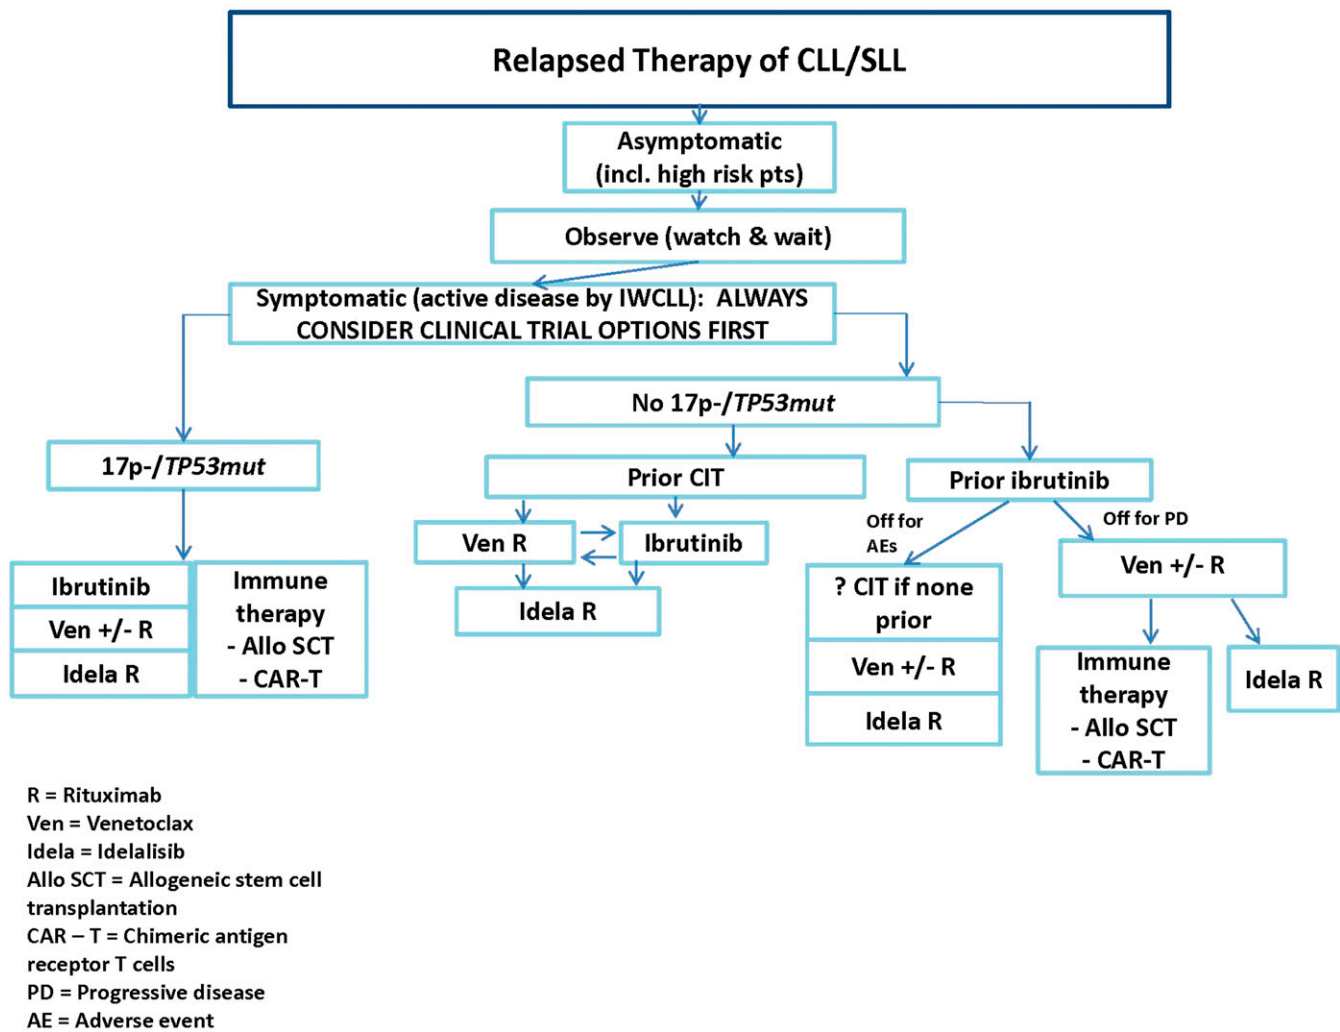 Relapsed Therapy of CLL/SLL
Asymptomatic
(incl. high risk pts)
Observe (watch & wait)
Symptomatic (active disease by IWCLL): ALWAYS
CONSIDER CLINICAL TRIAL OPTIONS FIRST
No 17p-/TP53mut
17p-/TP53mut
Prior CIT
Prior ibrutinib
Off for
AEs
Off for PD
Ven R
Ibrutinib
Idela R
Ibrutinib
Ven +/- R
Idela R
Immune
therapy
- Allo SCT
- CAR-T
? CIT if none
prior
Ven +/- R
Idela R
Ven +/- R
Immune
therapy
- Allo SCT
- CAR-T
Idela R
R = Rituximab
Ven = Venetoclax
Idela = Idelalisib
Allo SCT = Allogeneic stem cell
transplantation
CAR – T = Chimeric antigen
receptor T cells
PD = Progressive disease
AE = Adverse event